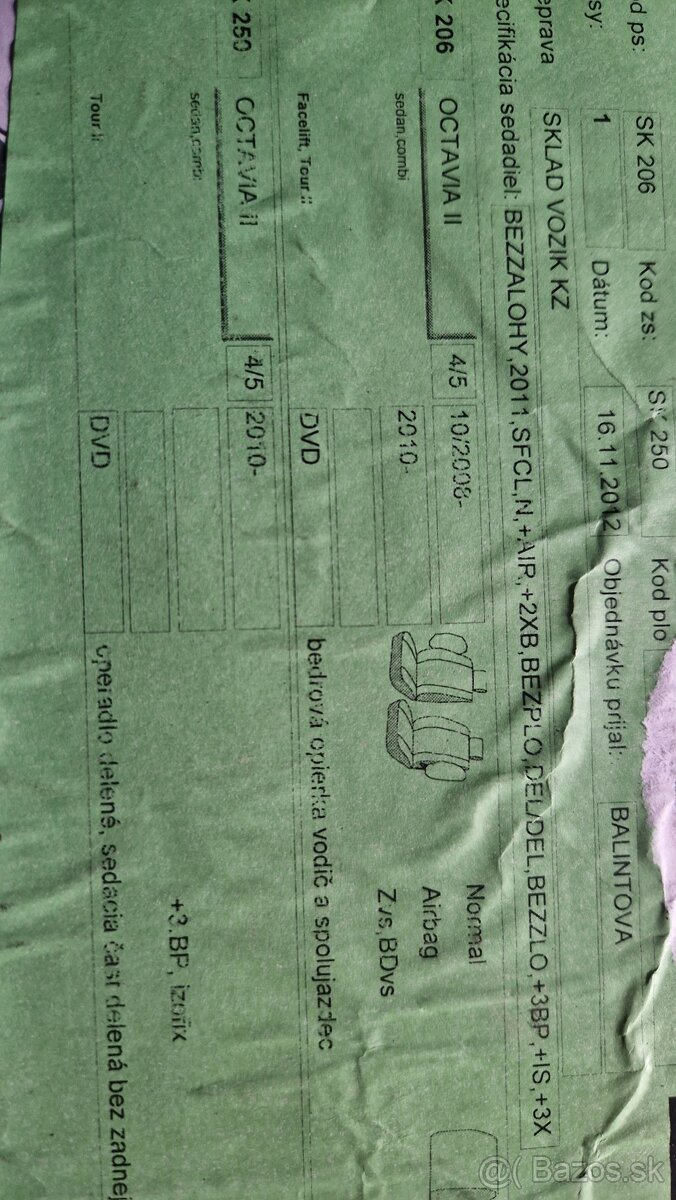 d ps: SK 206 Kod zs: SK 250 Kod plo
sy: 1 Dátum: 16.11.2012 Objednávku prijal: BALINTOVA
eprava SKLAD VOZIK KZ
ecifikácia sedadiel: BEZZALOHY,2011,SFCL,N,+AIR,+2XB,BEZPLO,DEL/DEL,BEZZLO,+3BP,+IS,+3X
K 206 OCTAVIA II 4/5 10/2008- Normal
sedan,combi 2010- Airbag
Zvs,BDvs
Facelift, Tour II DVD bedrová opierka vodič a spolujazdec
K 250 OCTAVIA II 4/5 2010-
sedan,combi +3.BP, izofix
Tour II DVD operadlo delené, sedacia časť delená bez zadnej
@( Bazos.sk